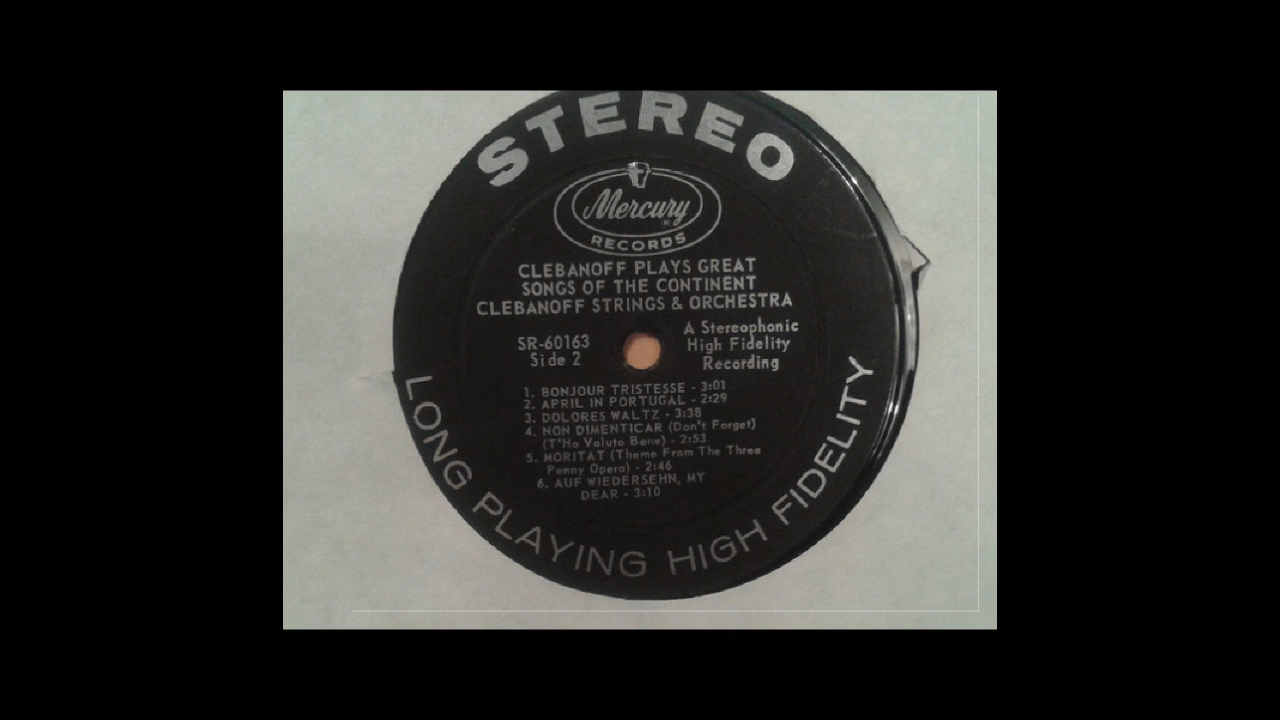 STEREO
Mercury
®
RECORDS
CLEBANOFF PLAYS GREAT
SONGS OF THE CONTINENT
CLEBANOFF STRINGS & ORCHESTRA
SR-60163
Side 2
A Stereophonic
High Fidelity
Recording
1. BONJOUR TRISTESSE - 3:01
2. APRIL IN PORTUGAL - 2:29
3. DOLORES WALTZ - 3:38
4. NON DIMENTICAR (Don't Forget)
(T'Ho Voluto Bene) - 2:53
5. MORITAT (Theme From The Three
Penny Opera) - 2:46
6. AUF WIEDERSEHN, MY
DEAR - 3:10
LONG PLAYING HIGH FIDELITY